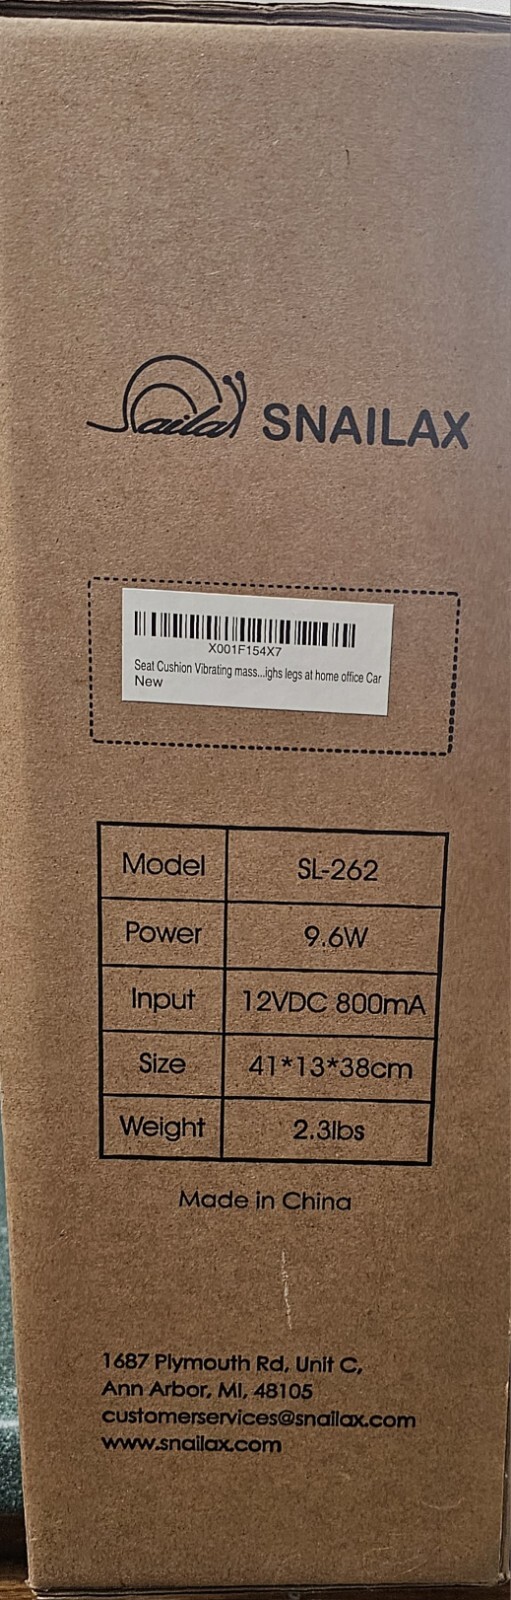 Snailax SNAILAX
X001F154X7
Seat Cushion Vibrating mass...ighs legs at home office Car
New
Model SL-262
Power 9.6W
Input 12VDC 800mA
Size 41*13*38cm
Weight 2.3lbs
Made in China
1687 Plymouth Rd, Unit C,
Ann Arbor, MI, 48105
customerservices@snailax.com
www.snailax.com